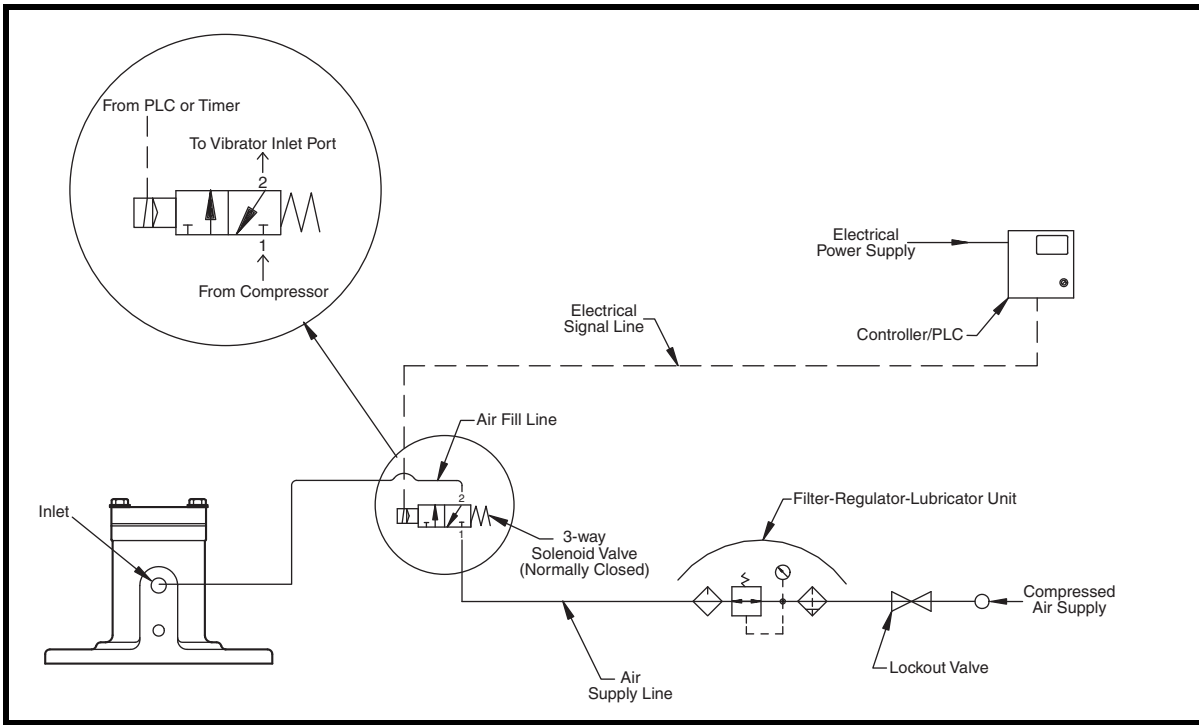 From PLC or Timer
To Vibrator Inlet Port
2
1
From Compressor
Electrical
Power Supply
Controller/PLC
Electrical
Signal Line
Air Fill Line
Inlet
2
1
3-way
Solenoid Valve
(Normally Closed)
Filter-Regulator-Lubricator Unit
Compressed
Air Supply
Lockout Valve
Air
Supply Line